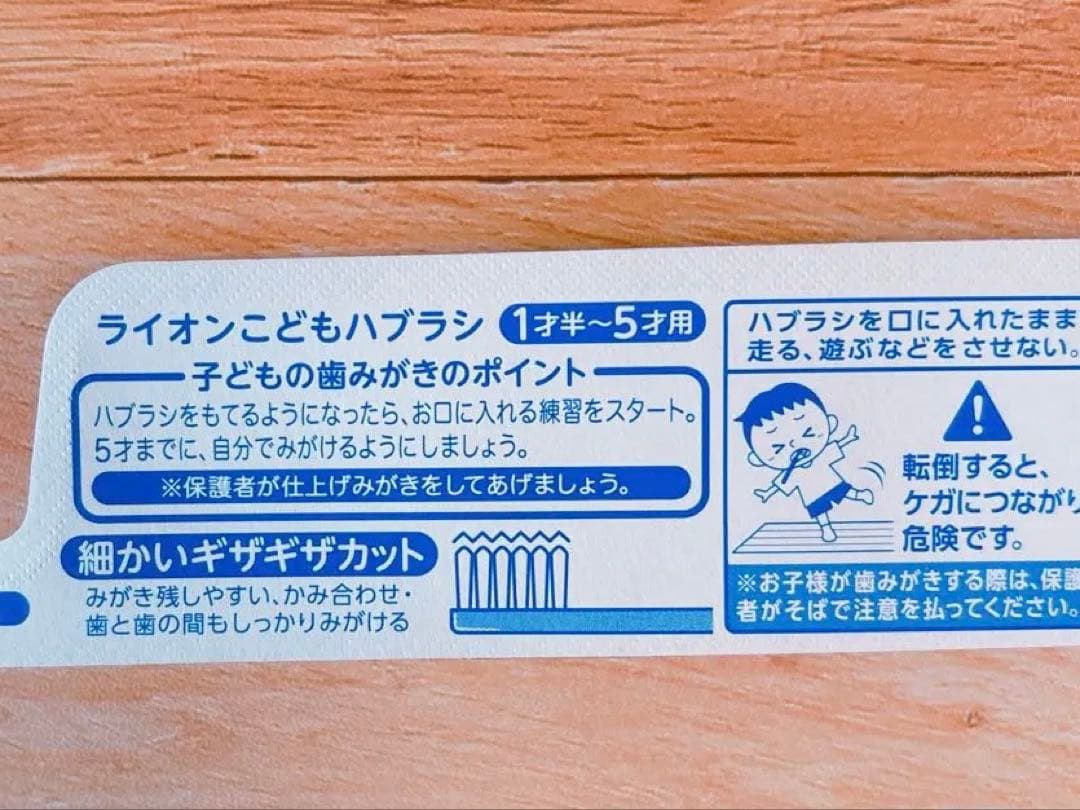 ライオンこどもハブラシ 1才半～5才用
子どもの歯みがきのポイント
ハブラシをもてるようになったら、お口に入れる練習をスタート。
5才までに、自分でみがけるようにしましょう。
※保護者が仕上げみがきをしてあげましょう。
細かいギザギザカット
みがき残しやすい、かみ合わせ・
歯と歯の間もしっかりみがける
ハブラシを口に入れたまま
走る、遊ぶなどをさせない。
転倒すると、
ケガにつながり
危険です。
※お子様が歯みがきする際は、保護
者がそばで注意を払ってください。